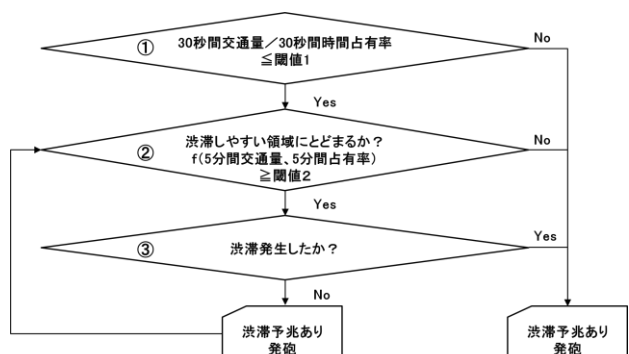 ① 30秒間交通量／30秒間時間占有率
≦閾値1
No
Yes
渋滞しやすい領域にとどまるか？
② f(5分間交通量、5分間占有率)
≧閾値2
No
Yes
③ 渋滞発生したか？
Yes
No
渋滞予兆あり
発砲
渋滞予兆あり
発砲